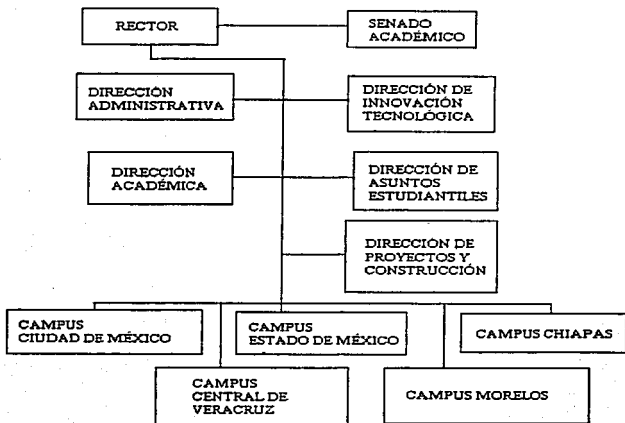 RECTOR
SENADO
ACADÉMICO
DIRECCIÓN
ADMINISTRATIVA
DIRECCIÓN DE
INNOVACIÓN
TECNOLÓGICA
DIRECCIÓN
ACADÉMICA
DIRECCIÓN DE
ASUNTOS
ESTUDIANTILES
DIRECCIÓN DE
PROYECTOS Y
CONSTRUCCIÓN
CAMPUS
CIUDAD DE MÉXICO
CAMPUS
ESTADO DE MÉXICO
CAMPUS CHIAPAS
CAMPUS
CENTRAL DE
VERACRUZ
CAMPUS MORELOS